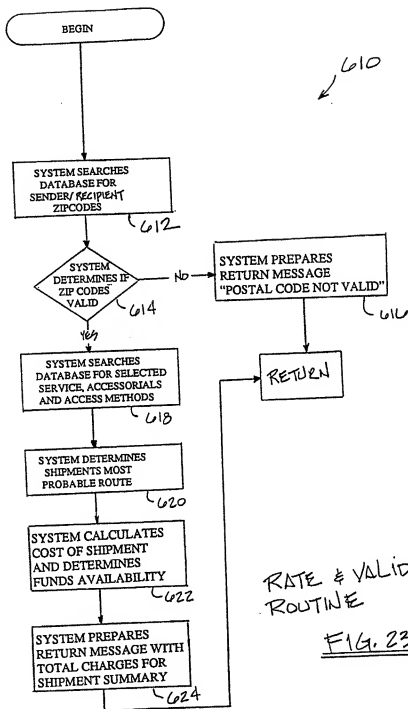 BEGIN
610
SYSTEM SEARCHES
DATABASE FOR
SENDER/RECIPIENT
ZIPCODES
612
SYSTEM
DETERMINES IF
ZIP CODES
VALID
614
NO
SYSTEM PREPARES
RETURN MESSAGE
"POSTAL CODE NOT VALID"
616
YES
RETURN
SYSTEM SEARCHES
DATABASE FOR SELECTED
SERVICE, ACCESSORIALS
AND ACCESS METHODS
618
SYSTEM DETERMINES
SHIPMENTS MOST
PROBABLE ROUTE
620
SYSTEM CALCULATES
COST OF SHIPMENT
AND DETERMINES
FUNDS AVAILABILITY
622
SYSTEM PREPARES
RETURN MESSAGE WITH
TOTAL CHARGES FOR
SHIPMENT SUMMARY
624
RATE & VALID
ROUTINE
FIG. 23